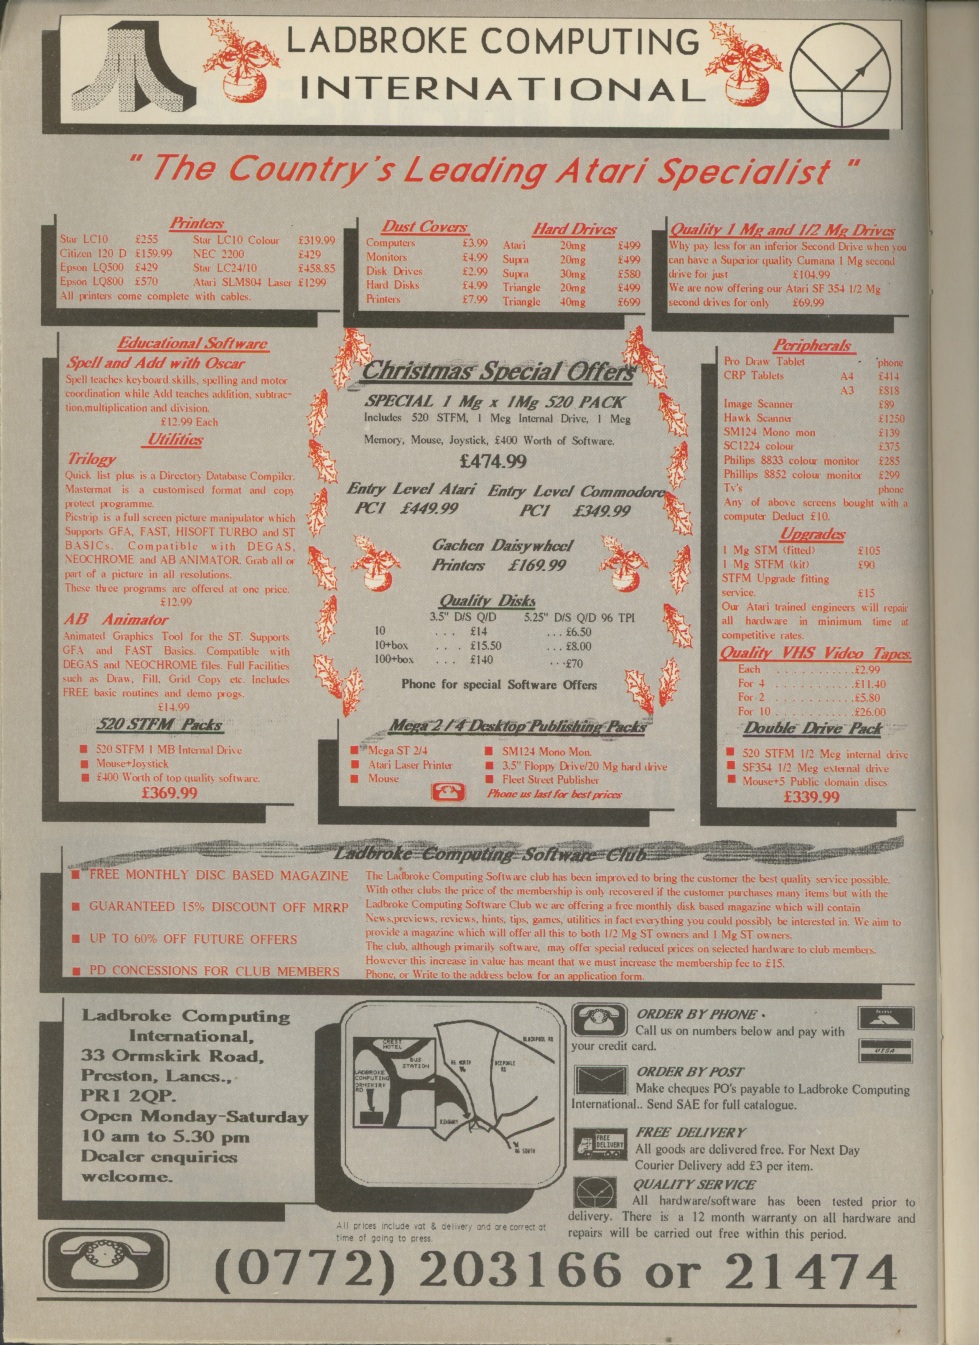 LADBROKE COMPUTING
INTERNATIONAL
" The Country's Leading Atari Specialist "
Printers
Star LC10 £255 Star LC10 Colour £319.99
Citizen 120 D £159.99 NEC 2200 £429
Epson LQ500 £429 Star LC24/10 £458.85
Epson LQ800 £570 Atari SLM804 Laser £1299
All printers come complete with cables.
Dust Covers
Computers £3.99
Monitors £4.99
Disk Drives £2.99
Hard Disks £4.99
Printers £7.99
Hard Drives
Atari 20mg £499
Supra 20mg £499
Supra 30mg £580
Triangle 20mg £499
Triangle 40mg £699
Quality 1 Mg and 1/2 Mg Drives
Why pay less for an inferior Second Drive when you
can have a Superior quality Cumana 1 Mg second
drive for just £104.99
We are now offering our Atari SF 354 1/2 Mg
second drives for only £69.99
Educational Software
Spell and Add with Oscar
Spell teaches keyboard skills, spelling and motor
coordination while Add teaches addition, subtrac-
tion,multiplication and division.
£12.99 Each
Utilities
Trilogy
Quick list plus is a Directory Database Compiler.
Mastermat is a customised format and copy
protect programme.
Picstrip is a full screen picture manipulator which
Supports GFA, FAST, HISOFT TURBO and ST
BASICs. Compatible with DEGAS,
NEOCHROME and AB ANIMATOR. Grab all or
part of a picture in all resolutions.
These three programs are offered at one price.
£12.99
AB Animator
Animated Graphics Tool for the ST. Supports
GFA and FAST Basics. Compatible with
DEGAS and NEOCHROME files. Full Facilities
such as Draw, Fill, Grid Copy etc. Includes
FREE basic routines and demo progs.
£14.99
520 STFM Packs
520 STFM 1 MB Internal Drive
Mouse+Joystick
£400 Worth of top quality software.
£369.99
Christmas Special Offers
SPECIAL 1 Mg x 1Mg 520 PACK
Includes 520 STFM, 1 Meg Internal Drive, 1 Meg
Memory, Mouse, Joystick, £400 Worth of Software.
£474.99
Entry Level Atari Entry Level Commodore
PC1 £449.99 PC1 £349.99
Gachen Daisywheel
Printers £169.99
Quality Disks
3.5" D/S Q/D 5.25" D/S Q/D 96 TPI
10 ... £14 ... £6.50
10+box ... £15.50 ... £8.00
100+box ... £140 ...£70
Phone for special Software Offers
Mega 2/4 Desktop Publishing Packs
Mega ST 2/4
Atari Laser Printer
Mouse
SM124 Mono Mon.
3.5" Floppy Drive/20 Mg hard drive
Fleet Street Publisher
Phone us last for best prices
Peripherals
Pro Draw Tablet phone
CRP Tablets A4 £414
A3 £818
Image Scanner £89
Hawk Scanner £1250
SM124 Mono mon £139
SC1224 colour £375
Philips 8833 colour monitor £285
Philips 8852 colour monitor £299
Tv's phone
Any of above screens bought with a
computer Deduct £10.
Upgrades
1 Mg STM (fitted) £105
1 Mg STFM (kit) £90
STFM Upgrade fitting
service. £15
Our Atari trained engineers will repair
all hardware in minimum time at
competitive rates.
Quality VHS Video Tapes.
Each ..........£2.99
For 4 ..........£11.40
For 2 ..........£5.80
For 10 ..........£26.00
Double Drive Pack
520 STFM 1/2 Meg internal drive
SF354 1/2 Meg external drive
Mouse+5 Public domain discs
£339.99
Ladbroke Computing Software Club
FREE MONTHLY DISC BASED MAGAZINE
GUARANTEED 15% DISCOUNT OFF MRRP
UP TO 60% OFF FUTURE OFFERS
PD CONCESSIONS FOR CLUB MEMBERS
The Ladbroke Computing Software club has been improved to bring the customer the best quality service possible.
With other clubs the price of the membership is only recovered if the customer purchases many items but with the
Ladbroke Computing Software Club we are offering a free monthly disk based magazine which will contain
News,previews, reviews, hints, tips, games, utilities in fact everything you could possibly be interested in. We aim to
provide a magazine which will offer all this to both 1/2 Mg ST owners and 1 Mg ST owners.
The club, although primarily software, may offer special reduced prices on selected hardware to club members.
However this increase in value has meant that we must increase the membership fee to £15.
Phone, or Write to the address below for an application form.
Ladbroke Computing
International,
33 Ormskirk Road,
Preston, Lancs.,
PR1 2QP.
Open Monday-Saturday
10 am to 5.30 pm
Dealer enquiries
welcome.
CREST
HOTEL
BUS
STATION
LADBROKE
COMPUTING
ORMSKIRK
RD
BLACKPOOL RD
M6 NORTH
DEEPDALE
RD
RINGWAY
M6 SOUTH
ORDER BY PHONE
Call us on numbers below and pay with
your credit card.
VISA
ORDER BY POST
Make cheques PO's payable to Ladbroke Computing
International.. Send SAE for full catalogue.
FREE
DELIVERY
FREE DELIVERY
All goods are delivered free. For Next Day
Courier Delivery add £3 per item.
QUALITY SERVICE
All hardware/software has been tested prior to
delivery. There is a 12 month warranty on all hardware and
repairs will be carried out free within this period.
All prices include vat & delivery and are correct at
time of going to press.
(0772) 203166 or 21474